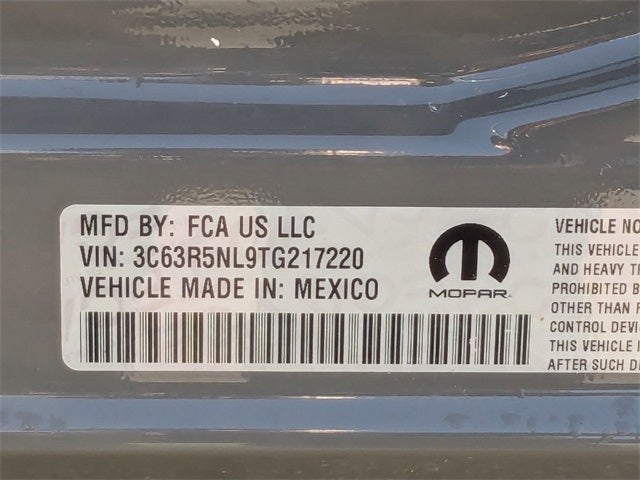 MFD BY: FCA US LLC
VIN: 3C63R5NL9TG217220
VEHICLE MADE IN: MEXICO
MOPAR
VEHICLE NO
THIS VEHICLE
AND HEAVY
PROHIBITED
OTHER THAN
CONTROL
THIS VEHICLE
AFTER SUCH